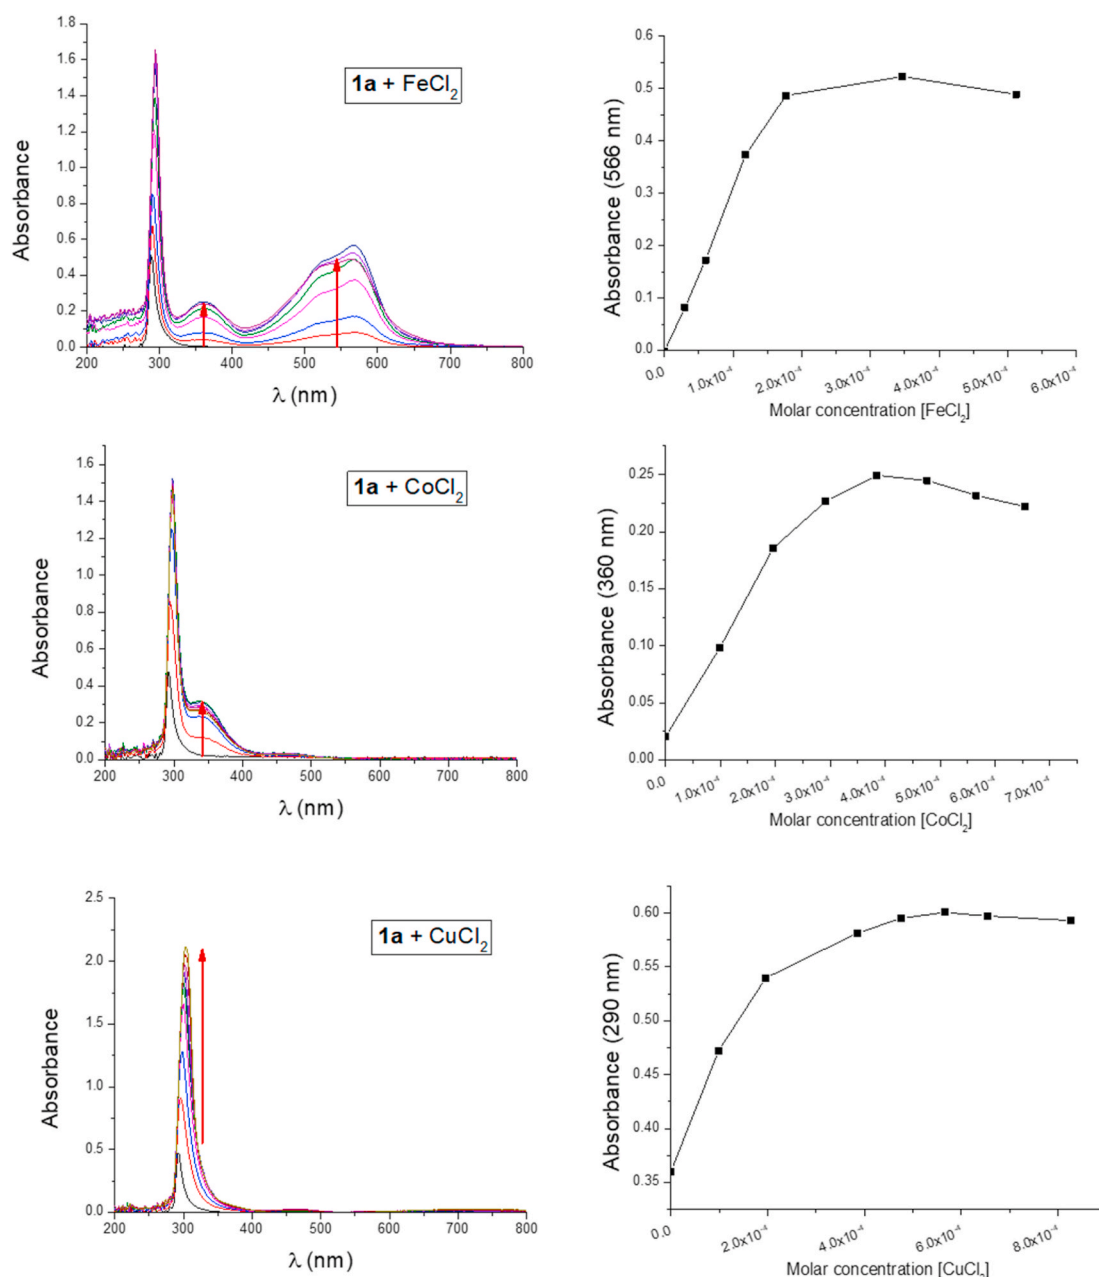 1.8
1.6
1.4
1.2
1.0
0.8
0.6
0.4
0.2
0.0
200 300 400 500 600 700 800
Absorbance
λ (nm)
1a + FeCl2
0.6
0.5
0.4
0.3
0.2
0.1
0.0
0.0 1.0x10-4 2.0x10-4 3.0x10-4 4.0x10-4 5.0x10-4 6.0x10-4
Absorbance (566 nm)
Molar concentration [FeCl2]
1.6
1.4
1.2
1.0
0.8
0.6
0.4
0.2
0.0
200 300 400 500 600 700 800
Absorbance
λ (nm)
1a + CoCl2
0.25
0.20
0.15
0.10
0.05
0.00
0.0 1.0x10-4 2.0x10-4 3.0x10-4 4.0x10-4 5.0x10-4 6.0x10-4 7.0x10-4
Absorbance (360 nm)
Molar concentration [CoCl2]
2.5
2.0
1.5
1.0
0.5
0.0
200 300 400 500 600 700 800
Absorbance
λ (nm)
1a + CuCl2
0.60
0.55
0.50
0.45
0.40
0.35
0.0 2.0x10-4 4.0x10-4 6.0x10-4 8.0x10-4
Absorbance (290 nm)
Molar concentration [CuCl2]